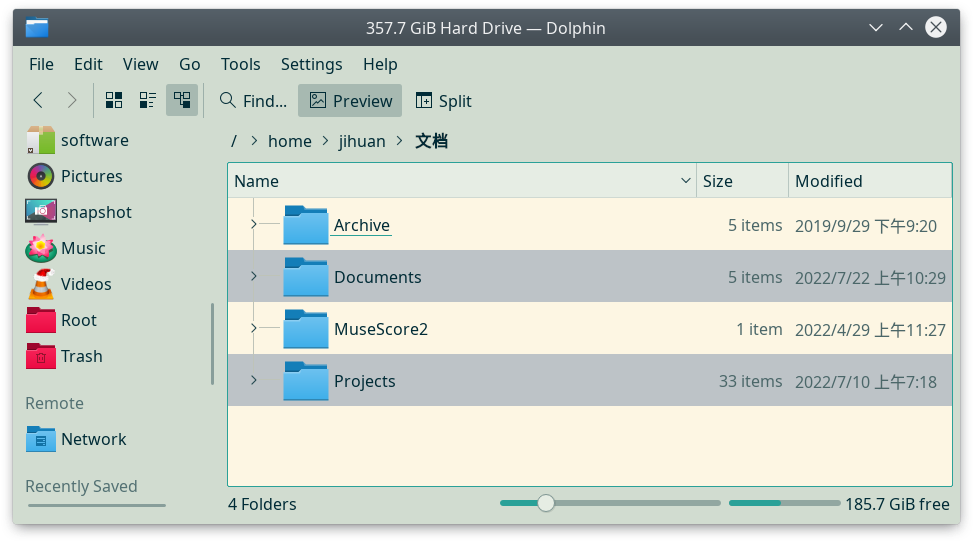 357.7 GiB Hard Drive — Dolphin
File Edit View Go Tools Settings Help
Find... Preview Split
software
Pictures
snapshot
Music
Videos
Root
Trash
Remote
Network
Recently Saved
/ > home > jihuan > 文档
Name Size Modified
Archive 5 items 2019/9/29 下午9:20
Documents 5 items 2022/7/22 上午10:29
MuseScore2 1 item 2022/4/29 上午11:27
Projects 33 items 2022/7/10 上午7:18
4 Folders 185.7 GiB free